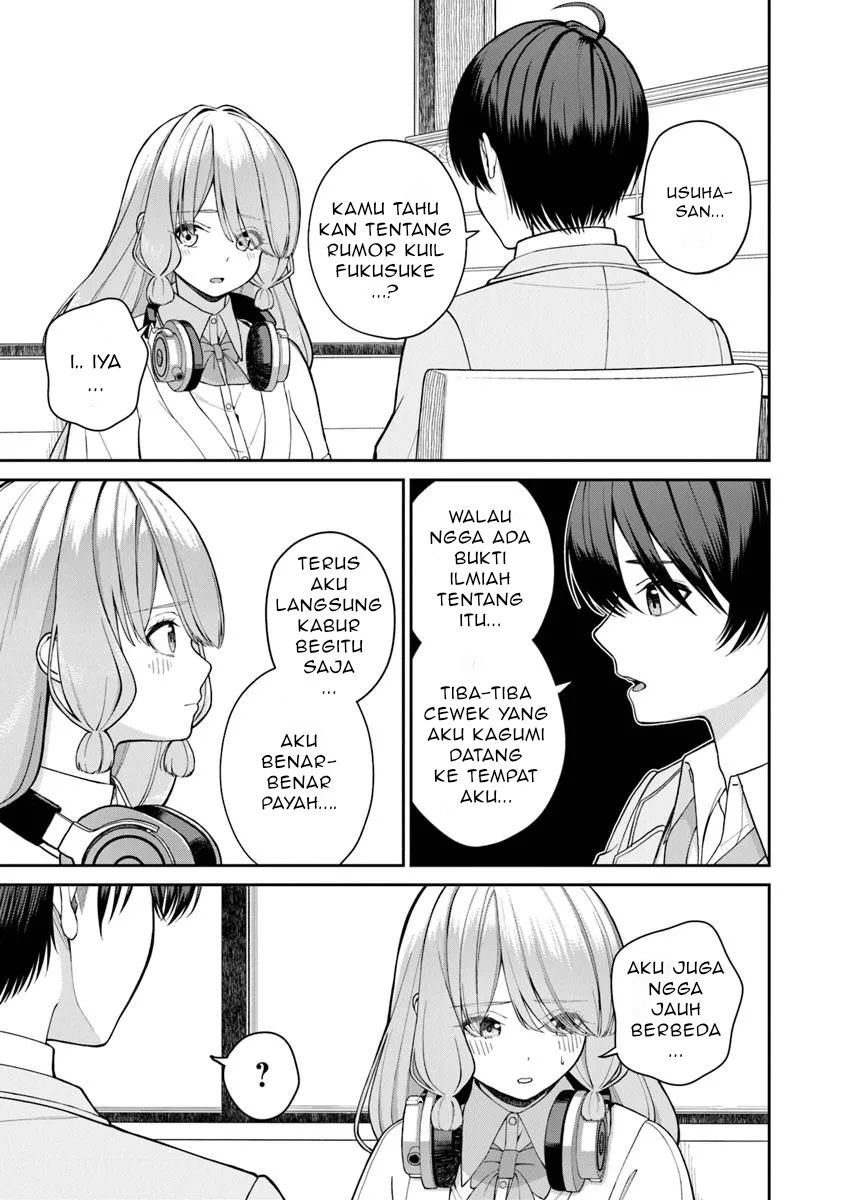 USUHA-
SAN...
KAMU TAHU
KAN TENTANG
RUMOR KUIL
FUKUSUKE
...?
I.. IYA
...
WALAU
NGGA ADA
BUKTI
ILMIAH
TENTANG
ITU...
TIBA-TIBA
CEWEK YANG
AKU KAGUMI
DATANG
KE TEMPAT
AKU...
TERUS
AKU
LANGSUNG
KABUR
BEGITU
SAJA
...
AKU
BENAR-
BENAR
PAYAH....
AKU JUGA
NGGA
JAUH
BERBEDA
...
?